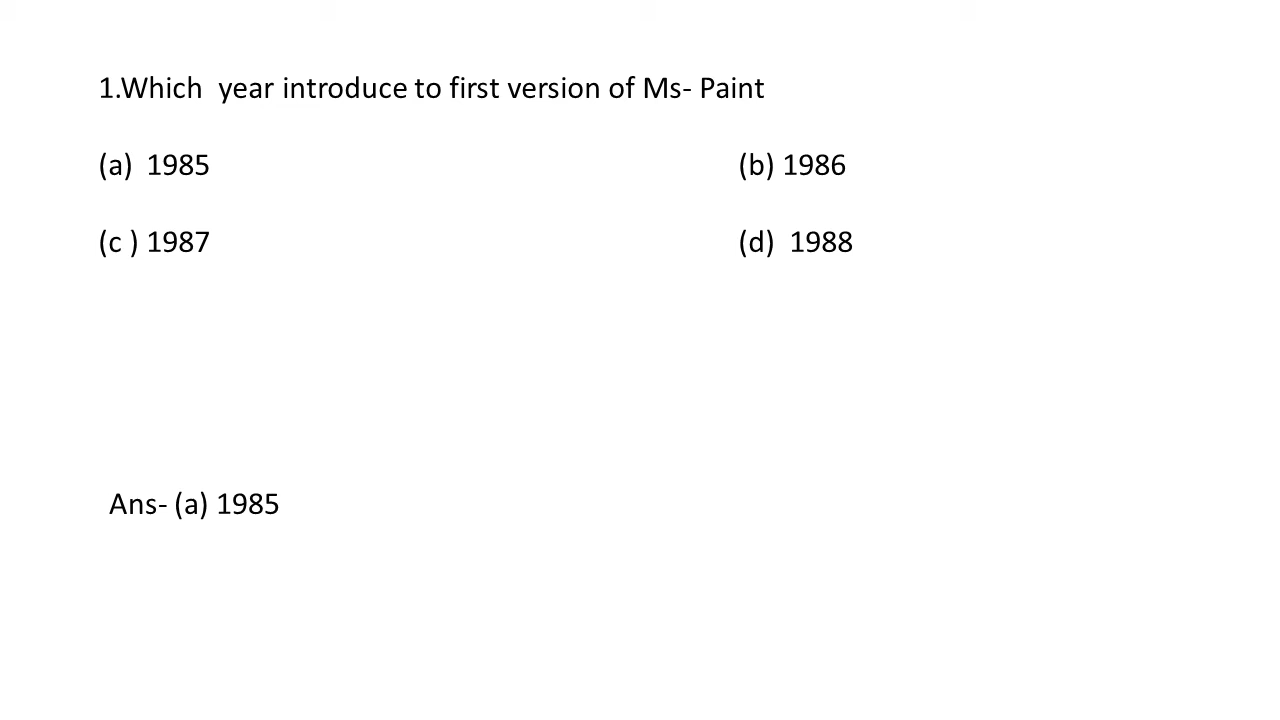 1.Which  year introduce to first version of Ms- Paint
(a)  1985 (b) 1986
(c ) 1987 (d)  1988
Ans- (a) 1985